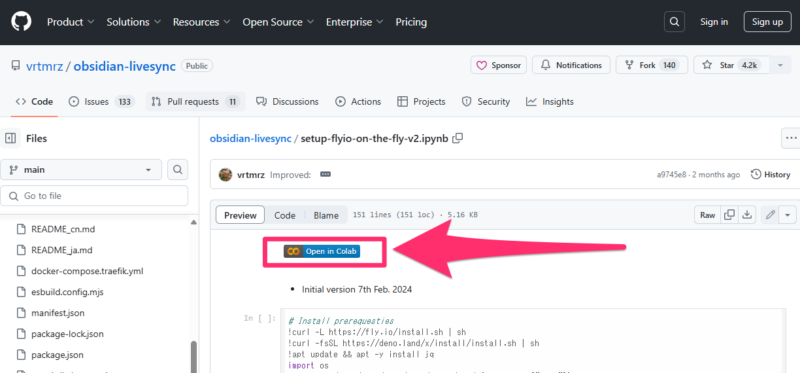 Product Solutions Resources Open Source Enterprise Pricing Sign in Sign up
vrtmrz / obsidian-livesync Public Sponsor Notifications Fork 140 Star 4.2k
Code Issues 133 Pull requests 11 Discussions Actions Projects Security Insights
Files
main
Go to file
README_cn.md
README_ja.md
docker-compose.traefik.yml
esbuild.config.mjs
manifest.json
package-lock.json
package.json
obsidian-livesync / setup-flyio-on-the-fly-v2.ipynb
vrtmrz Improved: a9745e8 · 2 months ago History
Preview Code Blame 151 lines (151 loc) · 5.16 KB Raw
Open in Colab
• Initial version 7th Feb. 2024
In [ ]:
# Install prerequesties
!curl -L https://fly.io/install.sh | sh
!curl -fsSL https://deno.land/x/install/install.sh | sh
!apt update && apt -y install jq
import os